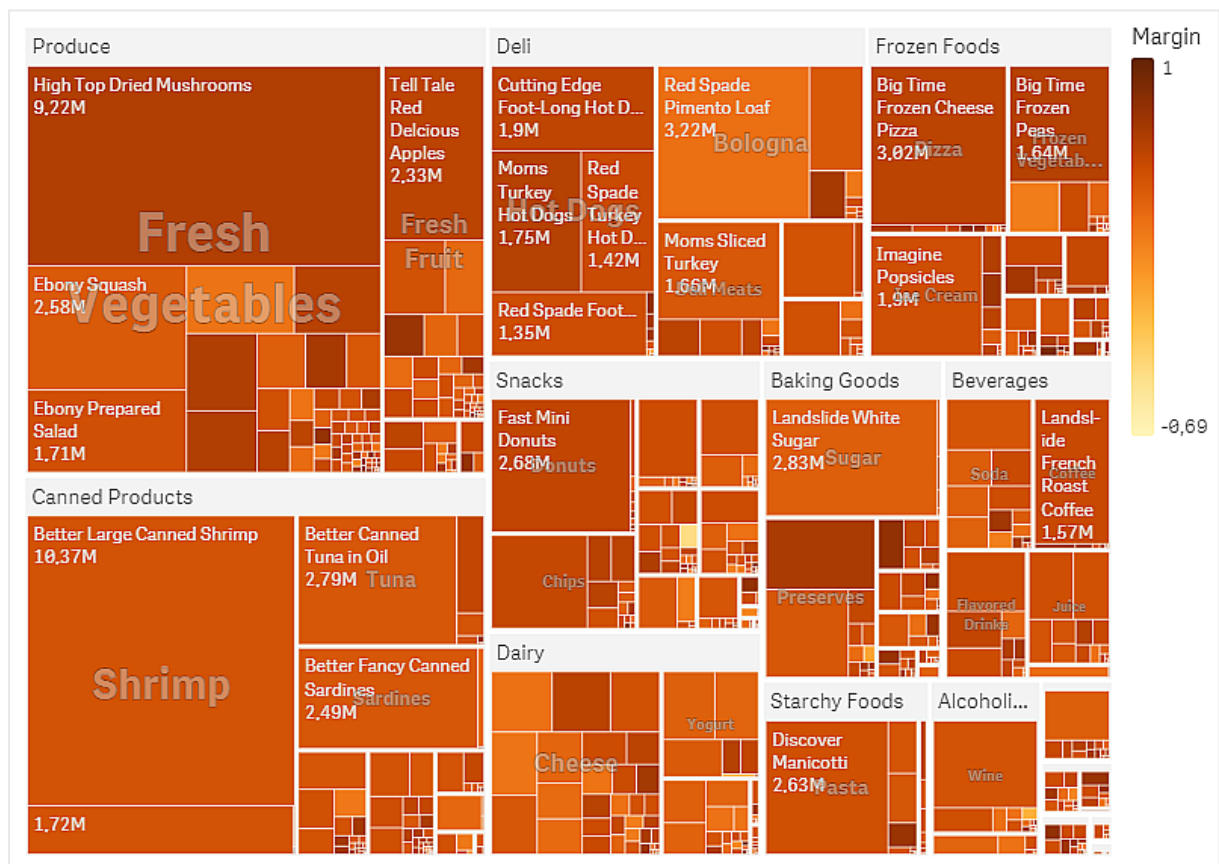 Produce
High Top Dried Mushrooms
9,22M
Fresh
Vegetables
Ebony Squash
2,58M
Ebony Prepared
Salad
1,71M
Tell Tale
Red
Delcious
Apples
2,33M
Fresh
Fruit
Canned Products
Better Large Canned Shrimp
10,37M
Shrimp
1,72M
Better Canned
Tuna in Oil
2,79M
Tuna
Better Fancy Canned
Sardines
2,49M
Sardines
Deli
Cutting Edge
Foot-Long Hot D...
1,9M
Moms
Turkey
Hot Dogs
1,75M
Red
Spade
Turkey
Hot D...
1,42M
Hot Dogs
Red Spade Foot...
1,35M
Red Spade
Pimento Loaf
3,22M
Bologna
Moms Sliced
Turkey
1,66M
Deli Meats
Frozen Foods
Big Time
Frozen Cheese
Pizza
3,02M
Pizza
Big Time
Frozen
Peas
1,64M
Frozen
Vegetab...
Imagine
Popsicles
1,9M
Ice Cream
Snacks
Fast Mini
Donuts
2,68M
Donuts
Chips
Dairy
Cheese
Yogurt
Baking Goods
Landslide White
Sugar
2,83M
Sugar
Preserves
Beverages
Soda
Landsl-
ide
French
Roast
Coffee
1,57M
Coffee
Flavored
Drinks
Juice
Starchy Foods
Discover
Manicotti
2,63M
Pasta
Alcoholi...
Wine
Margin
1
-0,69